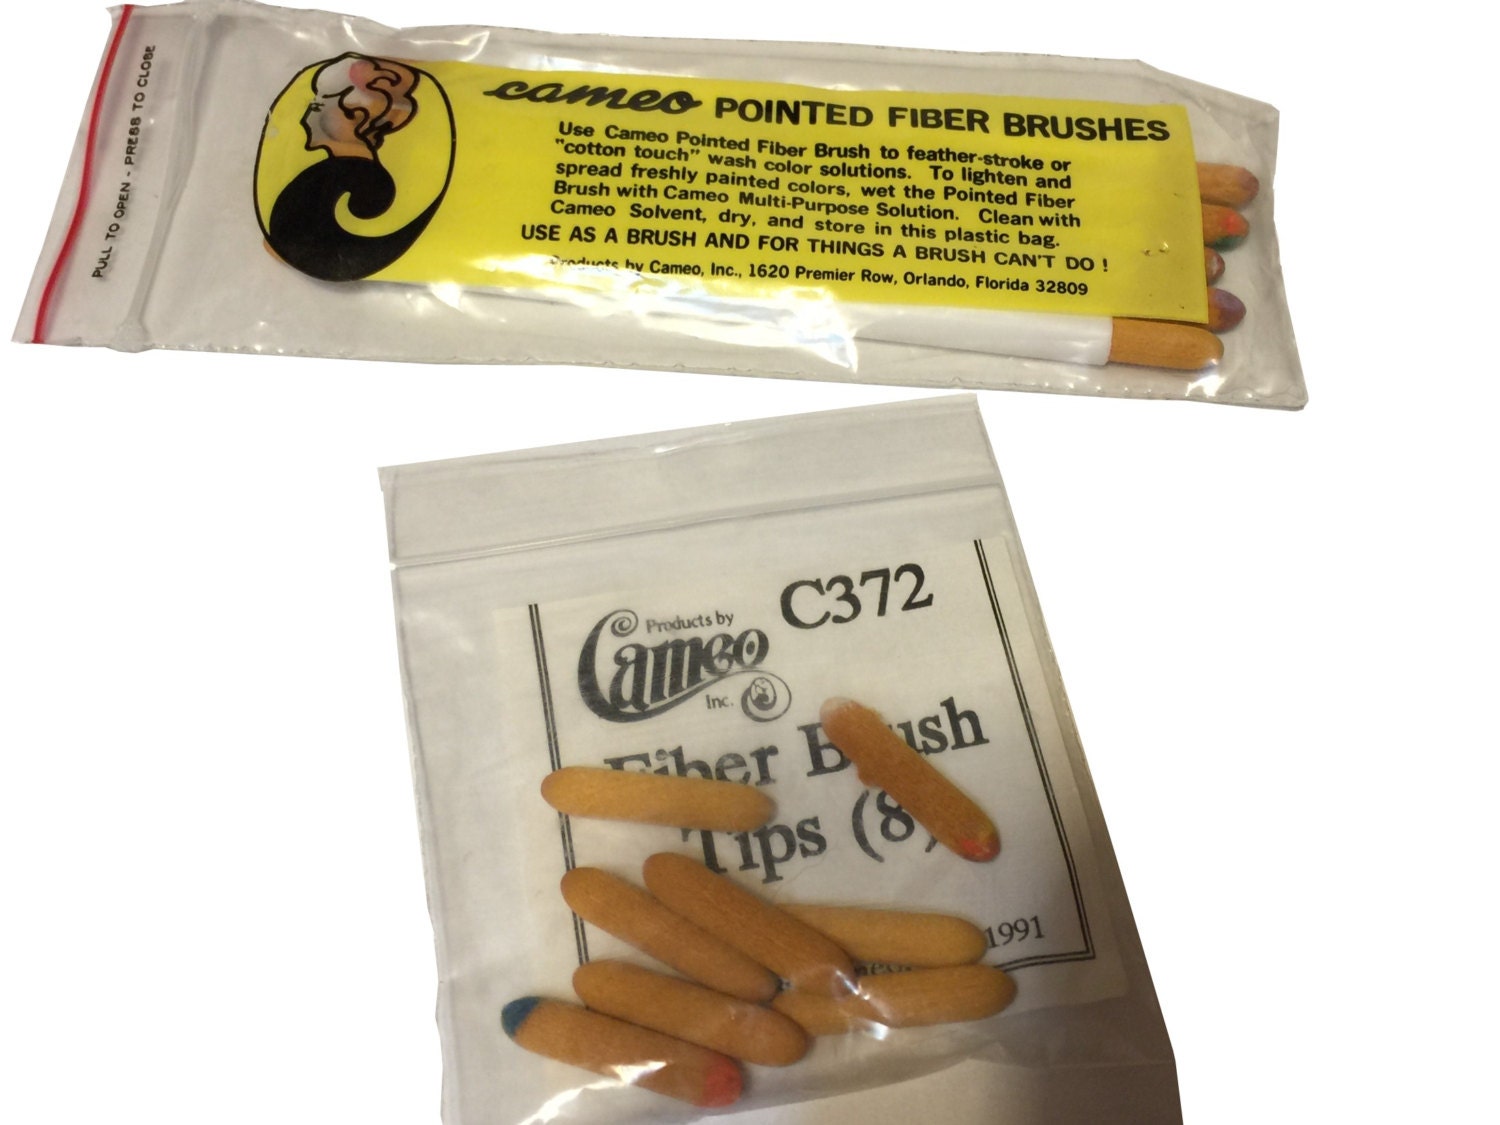 PULL TO OPEN - PRESS TO CLOSE
cameo POINTED FIBER BRUSHES
Use Cameo Pointed Fiber Brush to feather-stroke or
"cotton touch" wash color solutions. To lighten and
spread freshly painted colors, wet the Pointed Fiber
Brush with Cameo Multi-Purpose Solution. Clean with
Cameo Solvent, dry, and store in this plastic bag.
USE AS A BRUSH AND FOR THINGS A BRUSH CAN'T DO !
Products by Cameo, Inc., 1620 Premier Row, Orlando, Florida 32809
C372
Products by
Cameo
Inc.
Fiber Brush
Tips (8)
1991